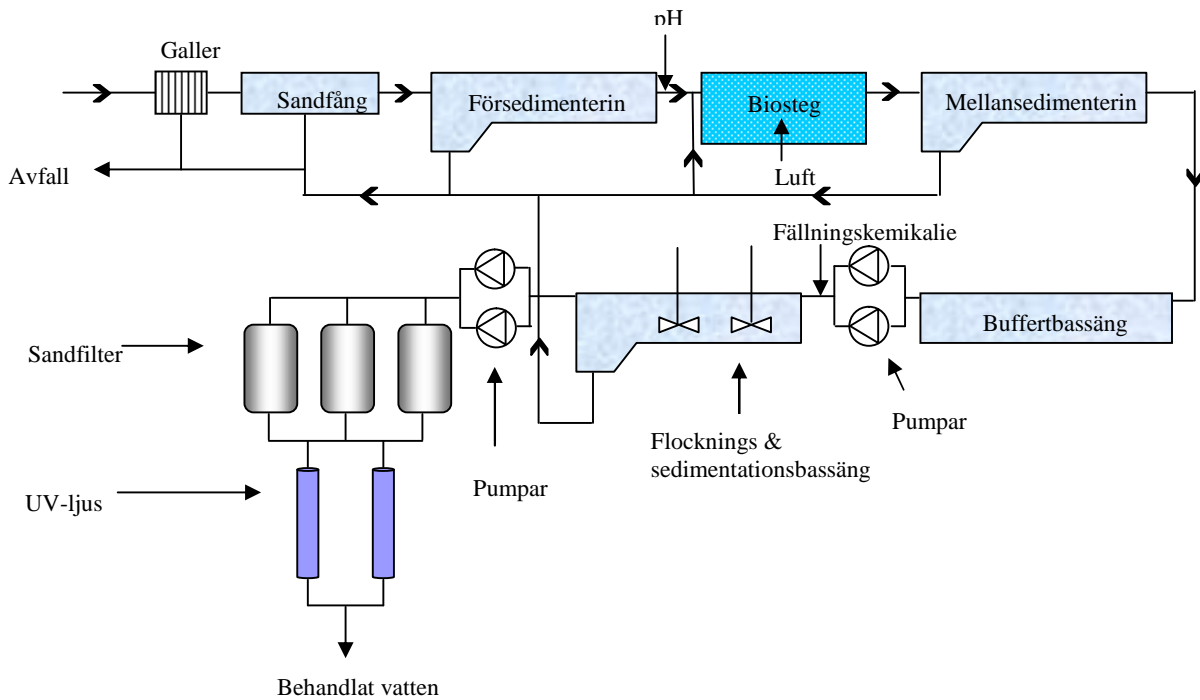 pH
Galler
Sandfång
Försedimenterin
Biosteg
Mellansedimenterin
Avfall
Luft
Fällningskemikalie
Buffertbassäng
Sandfilter
Pumpar
Flocknings &
sedimentationsbassäng
Pumpar
UV-ljus
Behandlat vatten